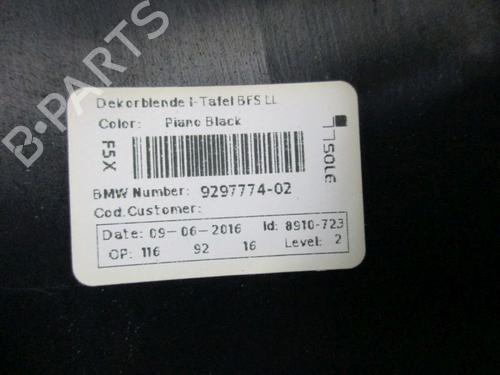 B-PARTS
Dekorblende I-Tafel BFS LL
Color: Piano Black
F5X
BMW Number: 9297774-02
Cod.Customer:
Date: 09-06-2016 Id: 8910-723
OP: 116 92 16 Level: 2